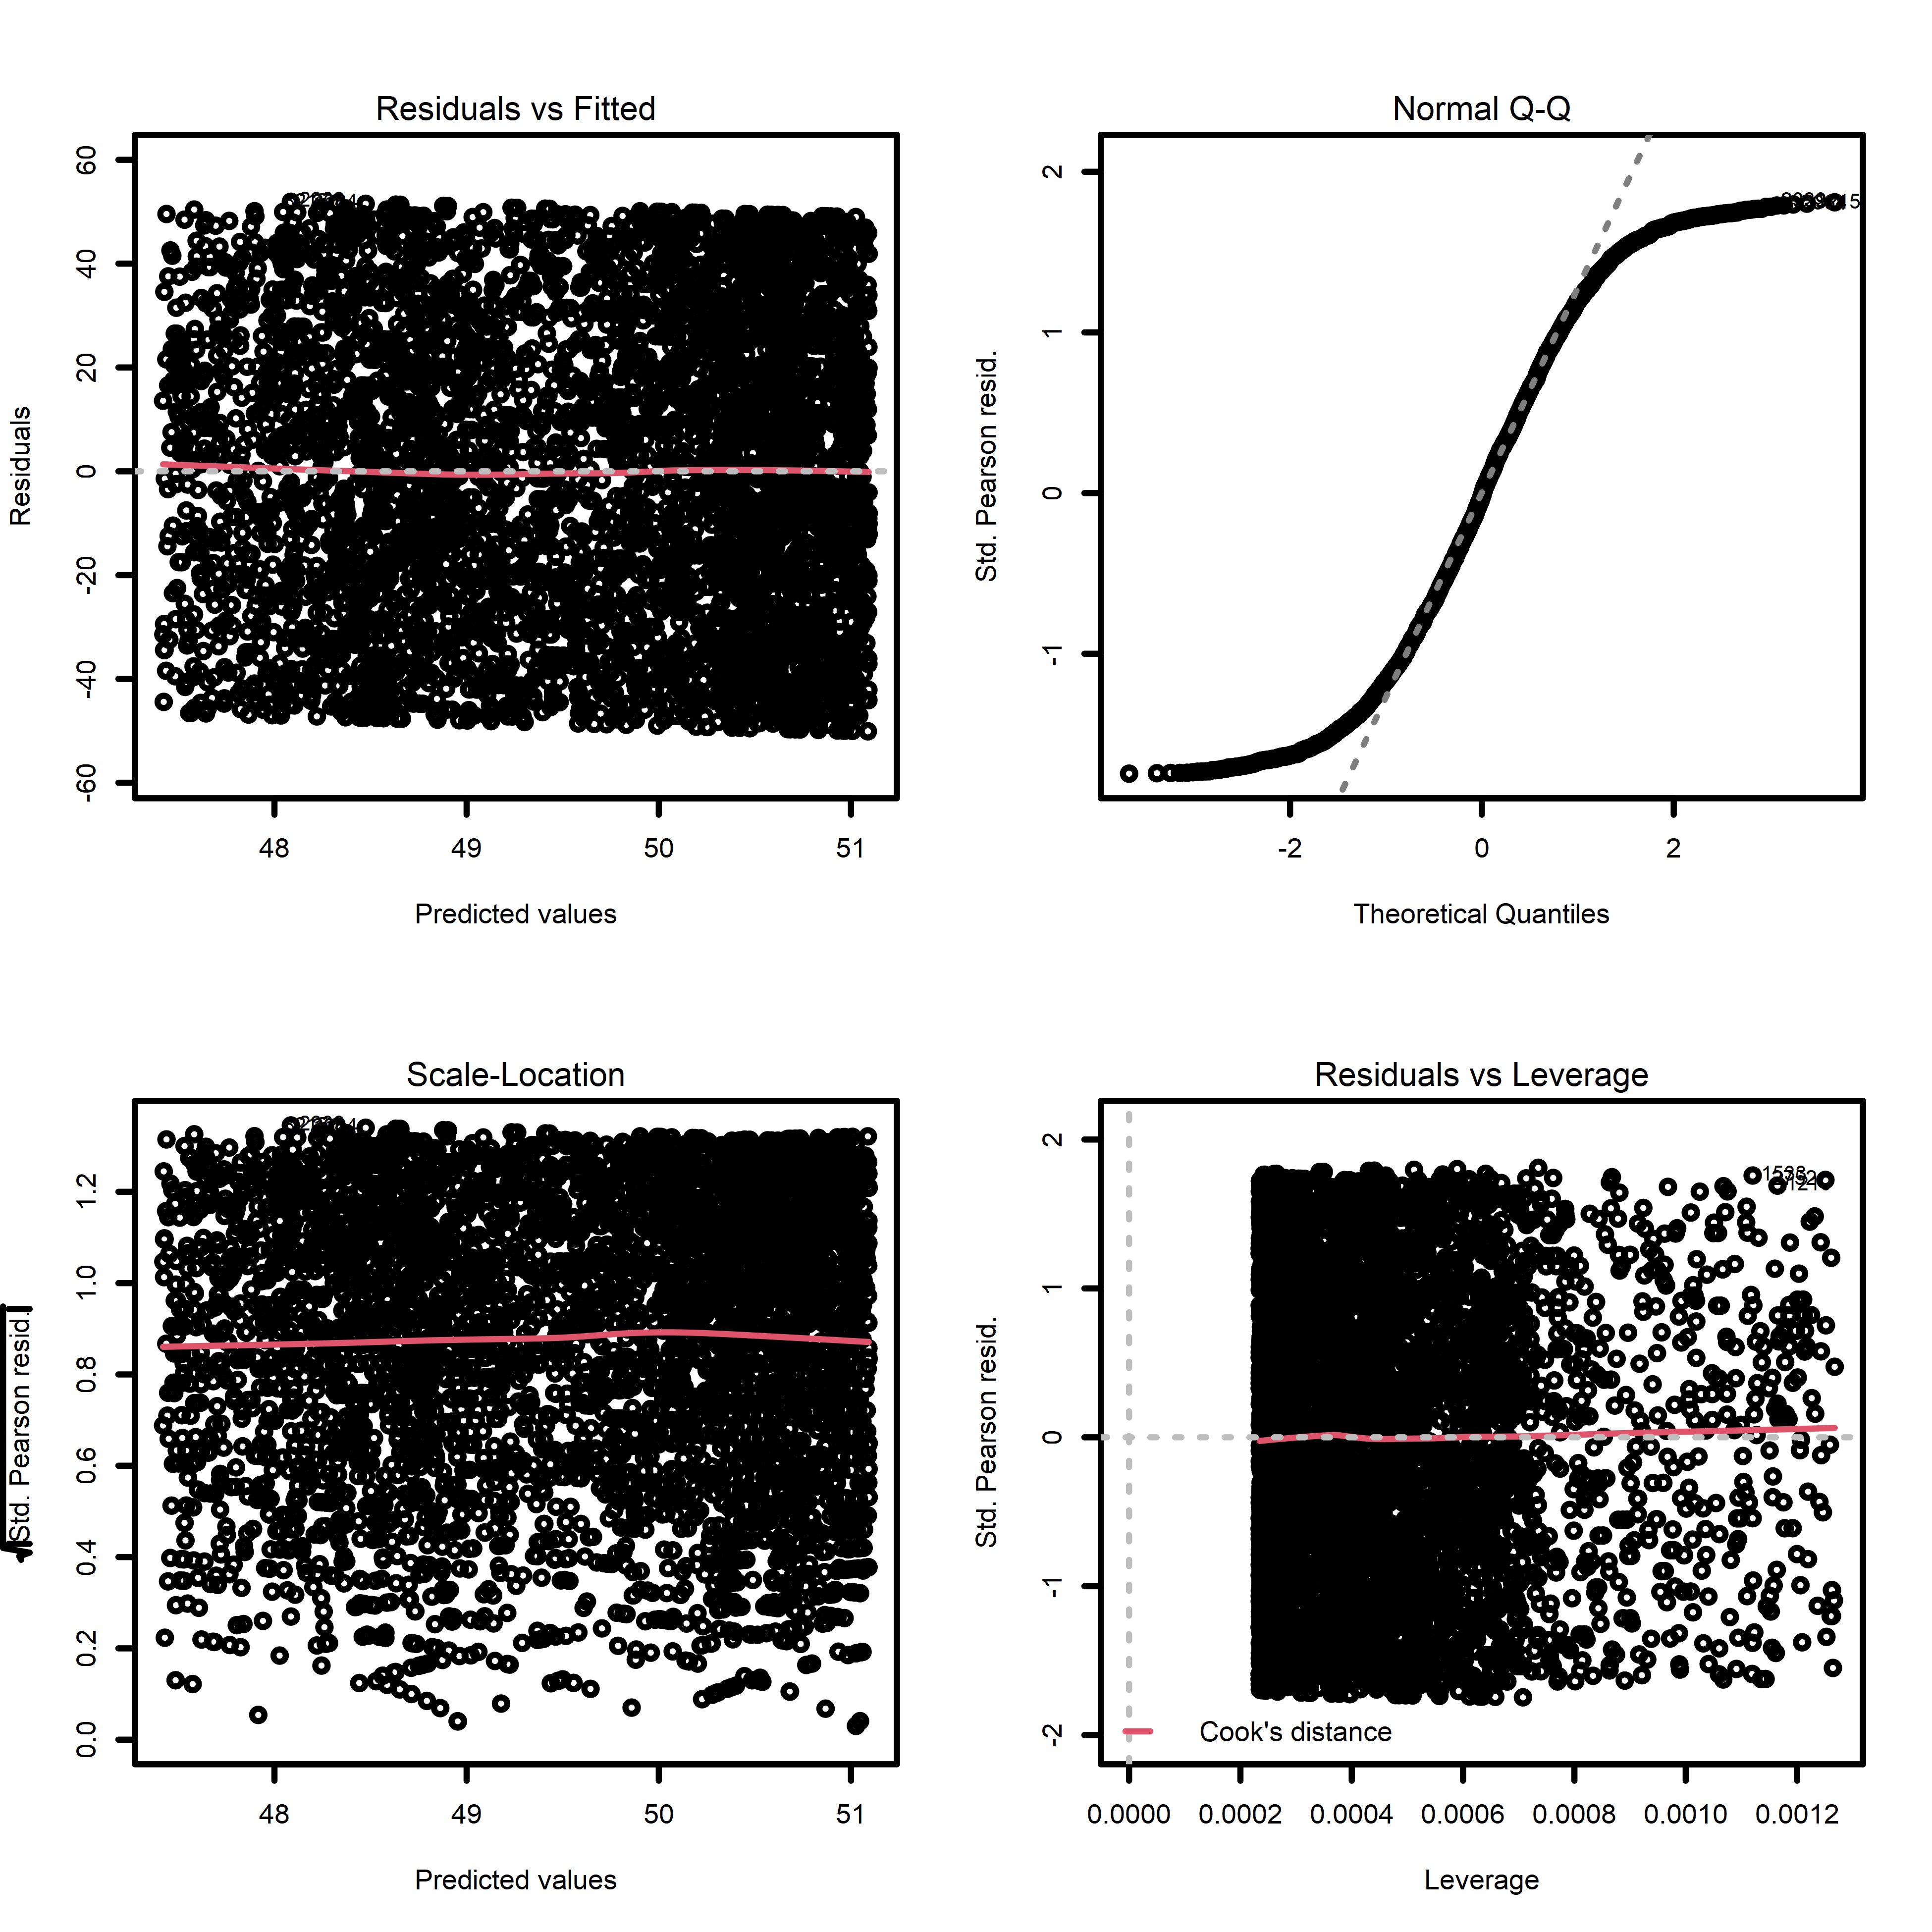 Residuals vs Fitted
60
40
20
0
-20
-40
-60
Residuals
48 49 50 51
Predicted values
Normal Q-Q
2
1
0
-1
Std. Pearson resid.
-2 0 2
Theoretical Quantiles
Scale-Location
1.2
1.0
0.8
0.6
0.4
0.2
0.0
√|Std. Pearson resid.|
48 49 50 51
Predicted values
Residuals vs Leverage
2
1
0
-1
-2
Std. Pearson resid.
Cook's distance
0.0000 0.0002 0.0004 0.0006 0.0008 0.0010 0.0012
Leverage